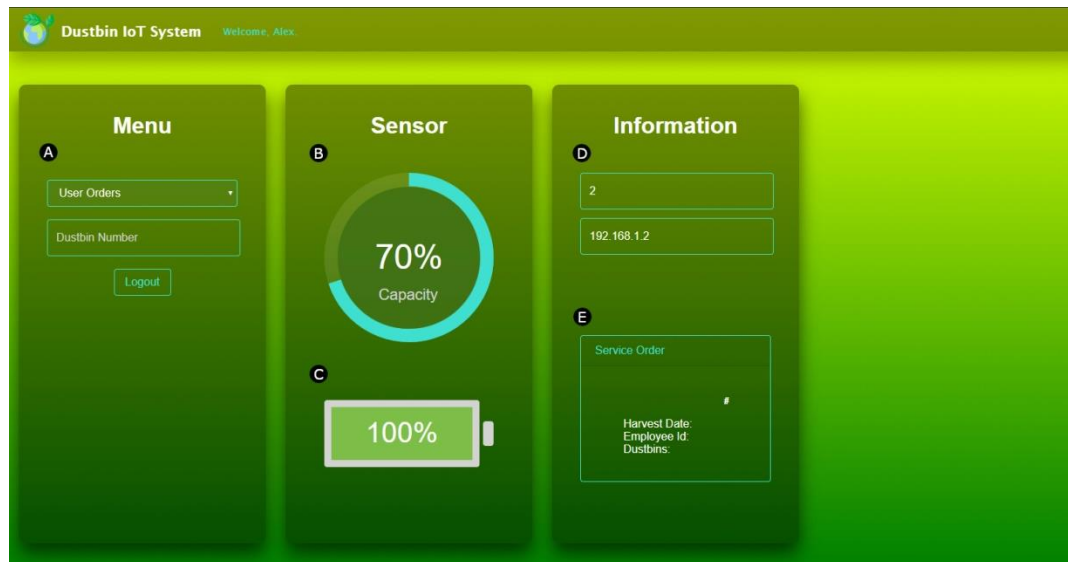 Dustbin IoT System
Welcome, Alex.
Menu
A
User Orders
Dustbin Number
Logout
Sensor
B
70%
Capacity
C
100%
Information
D
2
192.168.1.2
E
Service Order
#
Harvest Date:
Employee Id:
Dustbins: